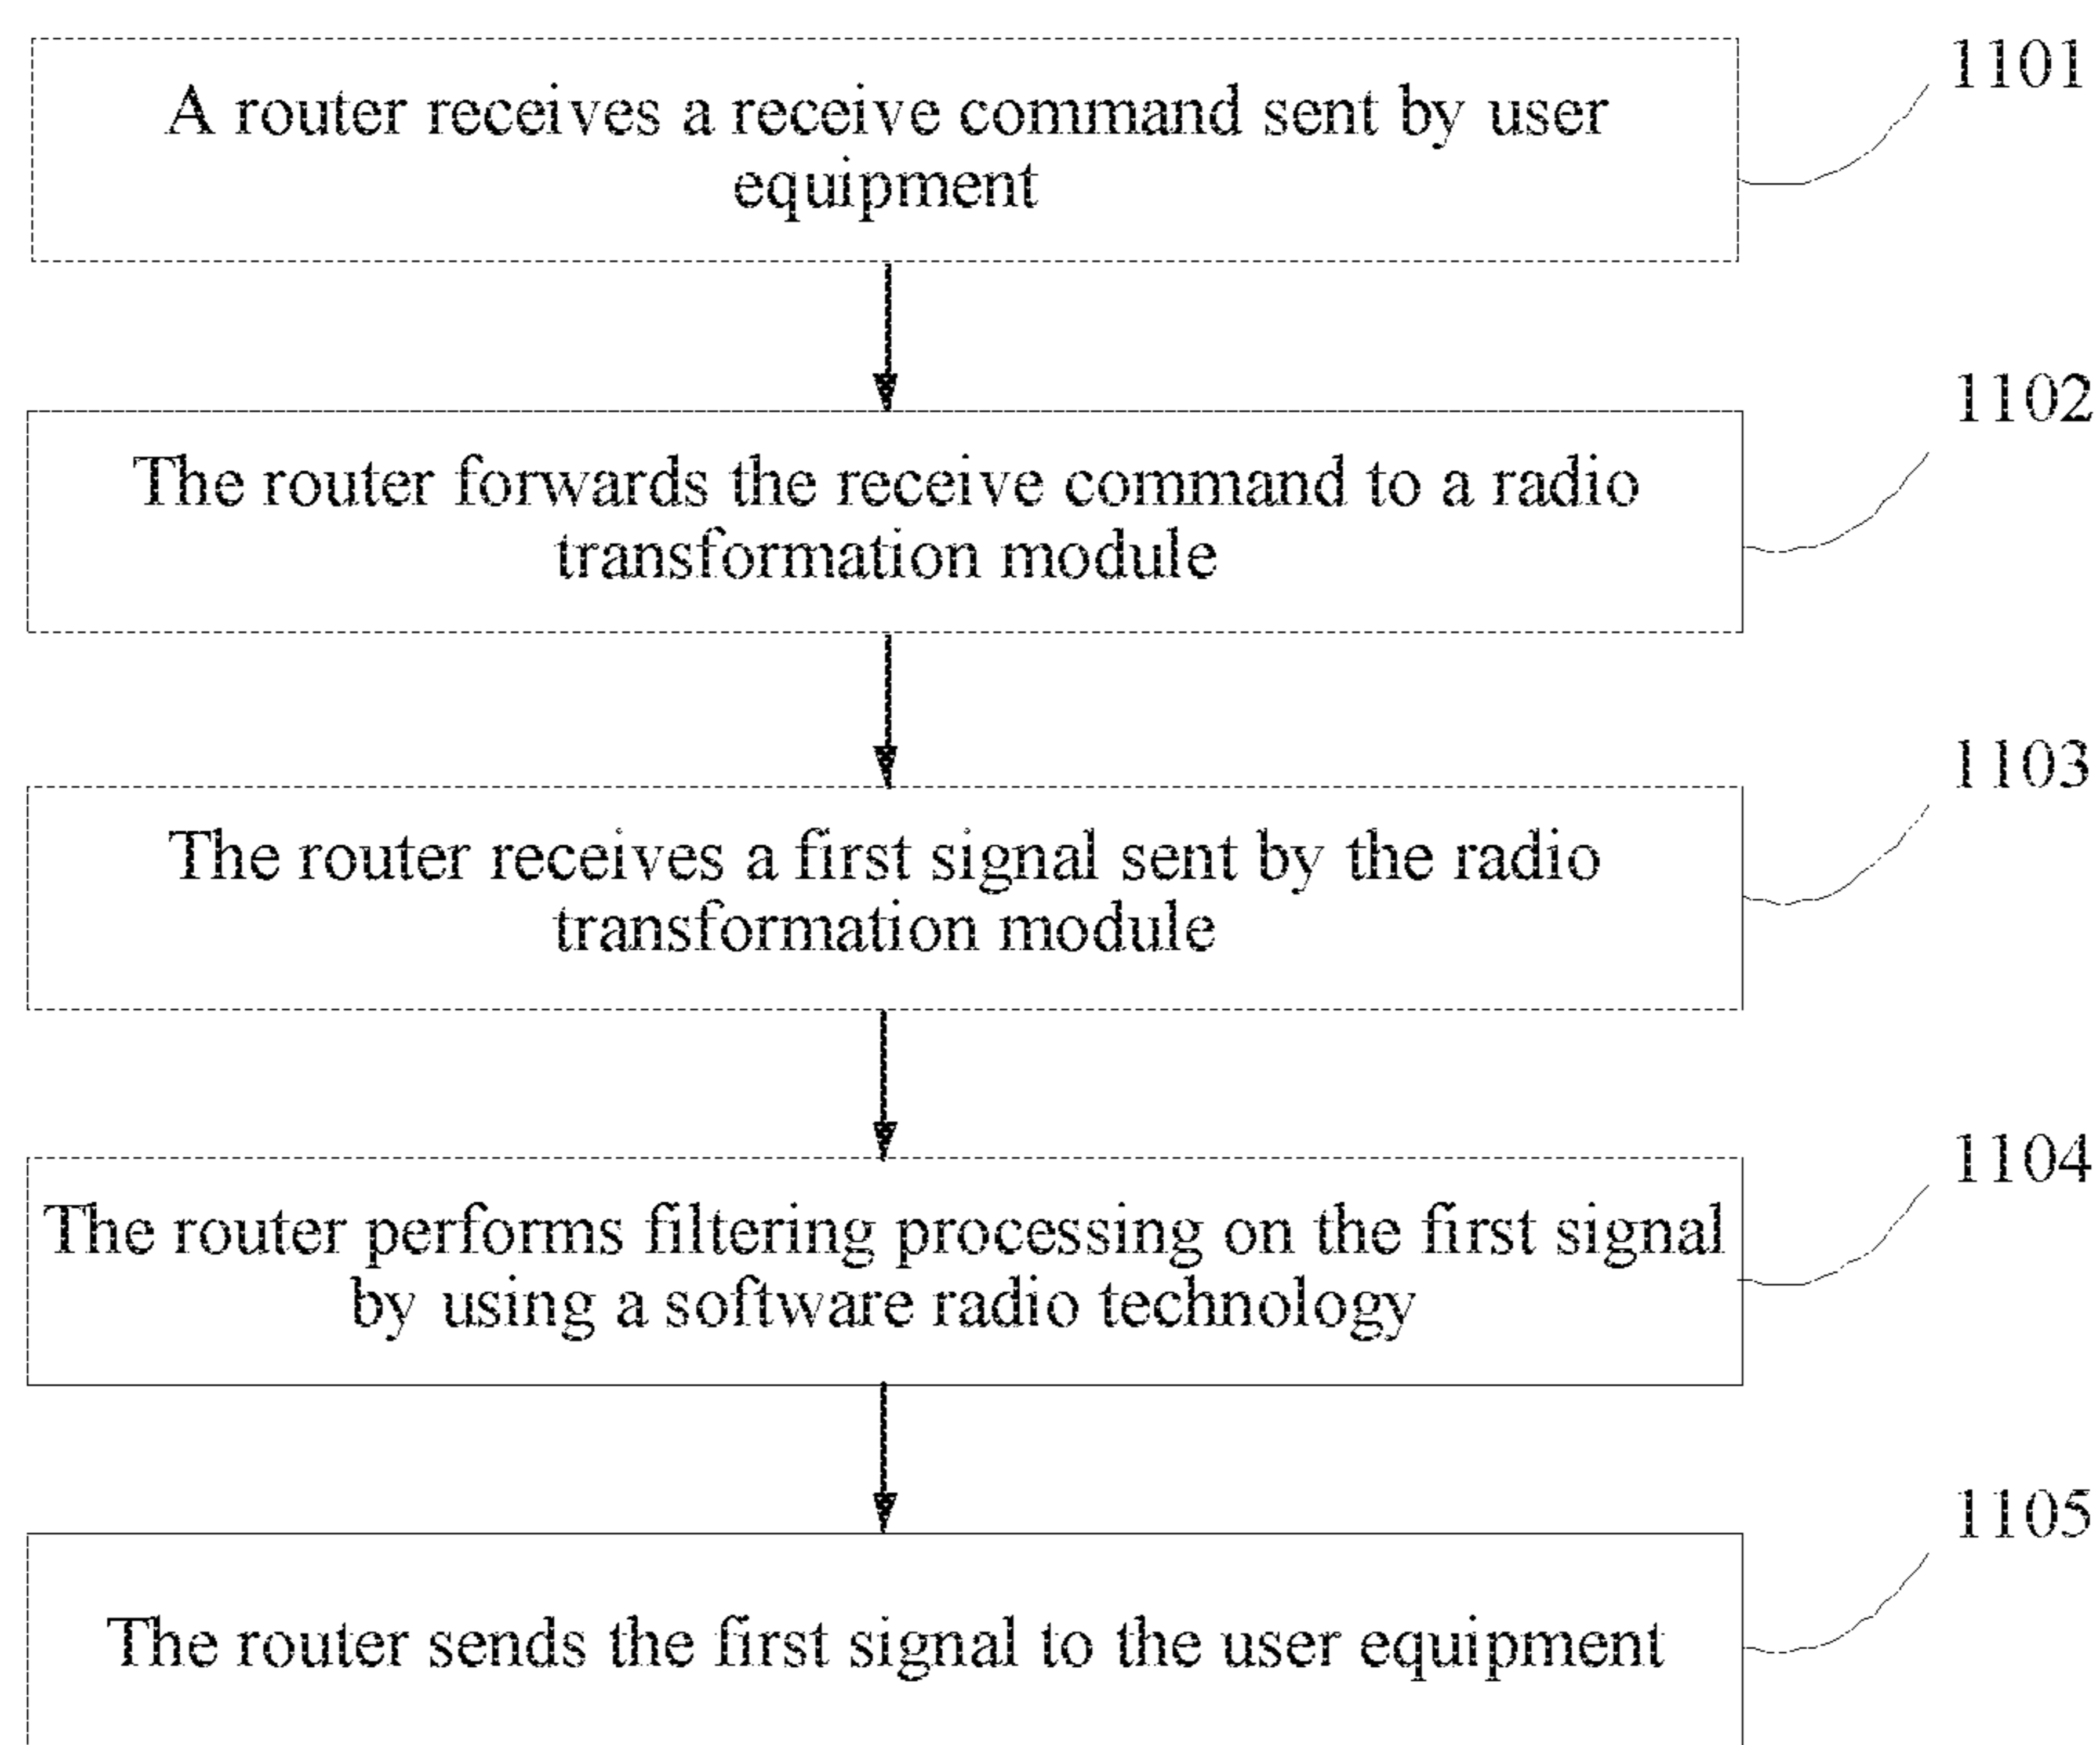 A router receives a receive command sent by user
equipment
1101
The router forwards the receive command to a radio
transformation module
1102
The router receives a first signal sent by the radio
transformation module
1103
The router performs filtering processing on the first signal
by using a software radio technology
1104
The router sends the first signal to the user equipment
1105